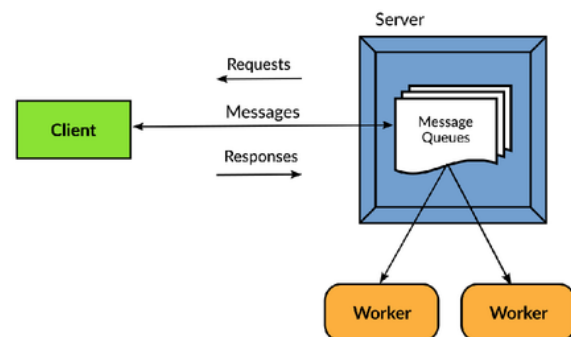 Server
Requests
Messages
Responses
Client
Message
Queues
Worker
Worker